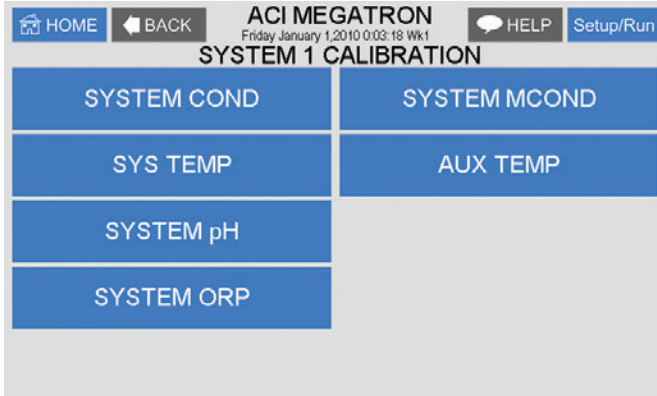 HOME
BACK
ACI MEGATRON
Friday January 1,2010 0:03:18 Wk1
HELP
Setup/Run
SYSTEM 1 CALIBRATION
SYSTEM COND
SYSTEM MCOND
SYS TEMP
AUX TEMP
SYSTEM pH
SYSTEM ORP